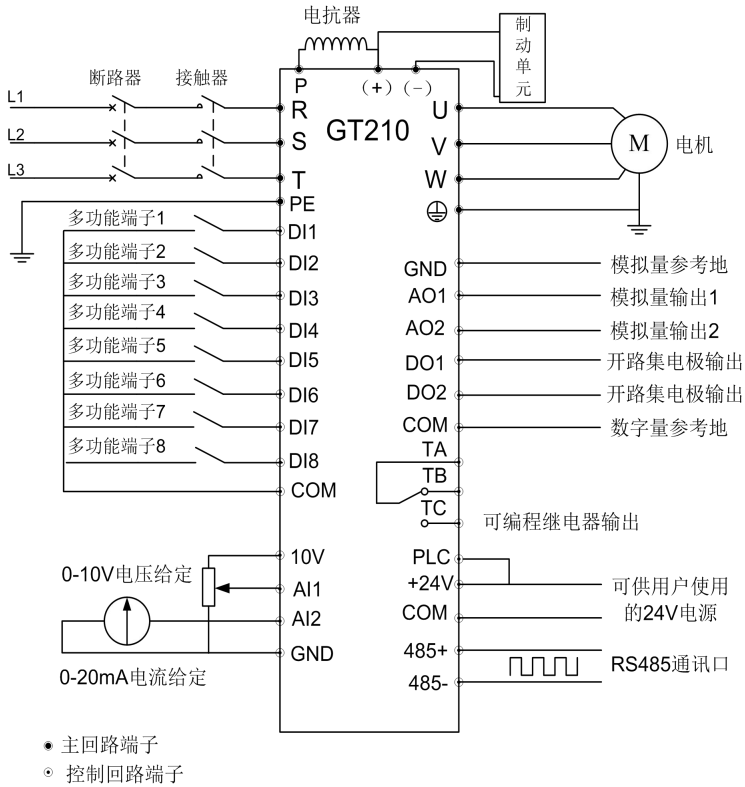 电抗器
制动单元
断路器 接触器
P (+) (-)
L1
R
U
GT210
L2
S
V
M
电机
L3
T
W
PE
多功能端子1
DI1
多功能端子2
DI2
GND
模拟量参考地
多功能端子3
DI3
AO1
模拟量输出1
多功能端子4
DI4
AO2
模拟量输出2
多功能端子5
DI5
DO1
开路集电极输出
多功能端子6
DI6
DO2
开路集电极输出
多功能端子7
DI7
COM
数字量参考地
多功能端子8
DI8
TA
TB
COM
TC
可编程继电器输出
10V
PLC
0-10V电压给定
AI1
+24V
可供用户使用
的24V电源
AI2
COM
GND
485+
0-20mA电流给定
RS485通讯口
485-
主回路端子
控制回路端子